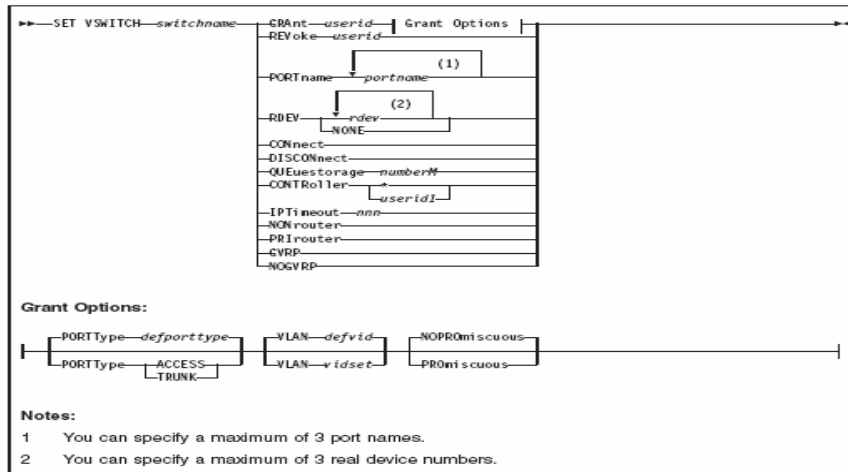 SET VSWITCH switchname GRAnt userid Grant Options
REVoke userid
(1)
PORTname portname
(2)
RDEV rdev
NONE
CONnect
DISCONnect
QUEuestorage numberM
CONTRoller *
userid1
IPTimeout nnn
NONrouter
PRIrouter
GVRP
NOGVRP
Grant Options:
PORTType defporttype VLAN defvid NOPROmiscuous
PORTType ACCESS VLAN vidset PROmiscuous
TRUNK
Notes:
1 You can specify a maximum of 3 port names.
2 You can specify a maximum of 3 real device numbers.